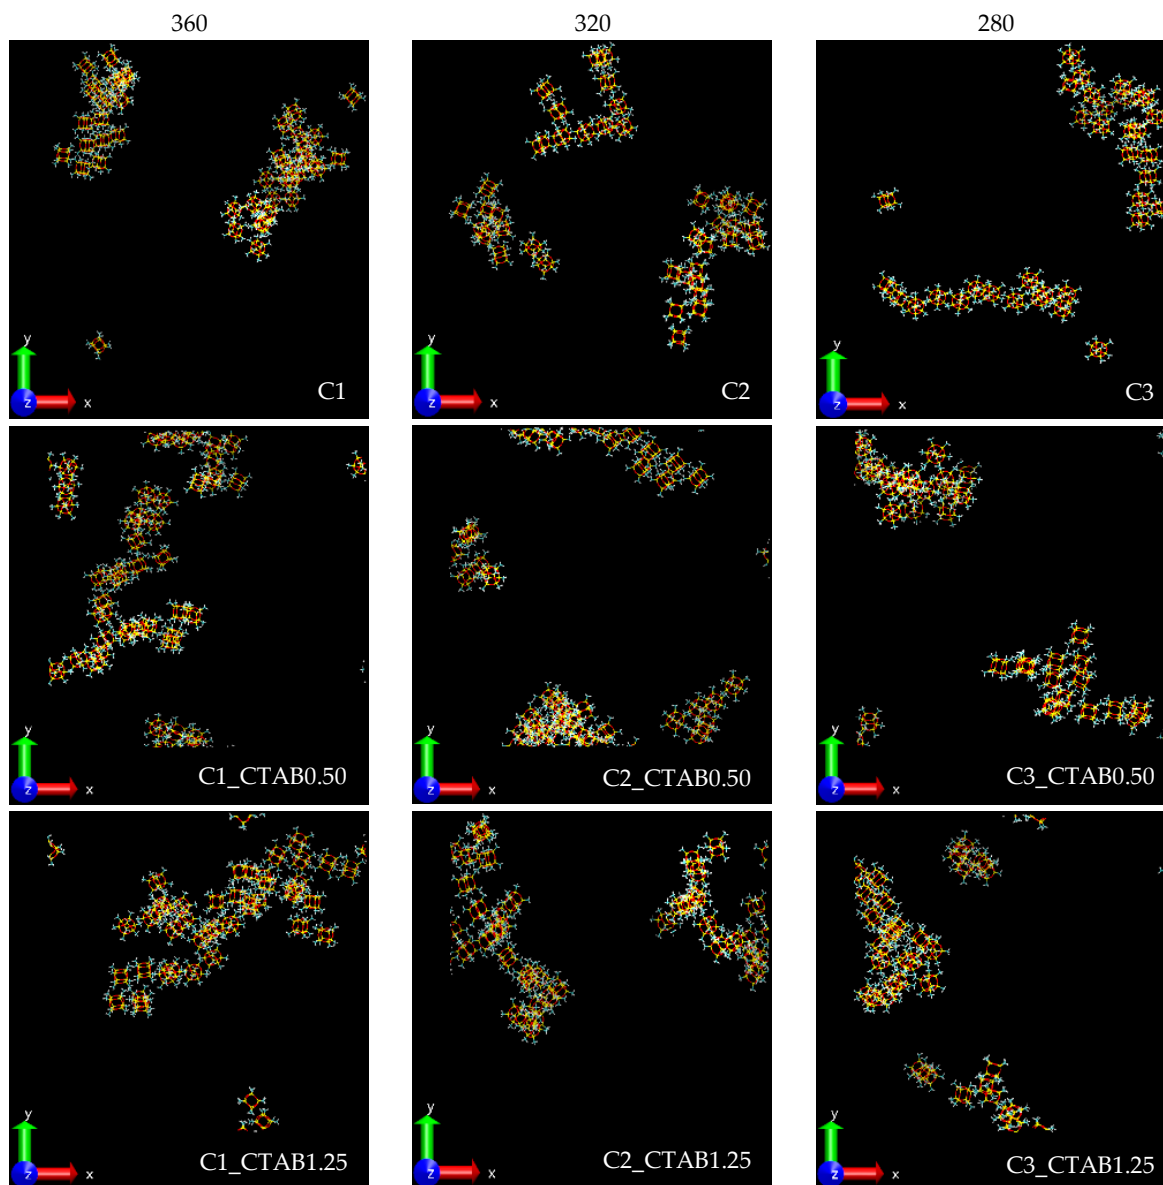 360 320 280
y y y
z x C1 z x C2 z x C3
y y y
z x C1_CTAB0.50 z x C2_CTAB0.50 z x C3_CTAB0.50
y y y
z x C1_CTAB1.25 z x C2_CTAB1.25 z x C3_CTAB1.25